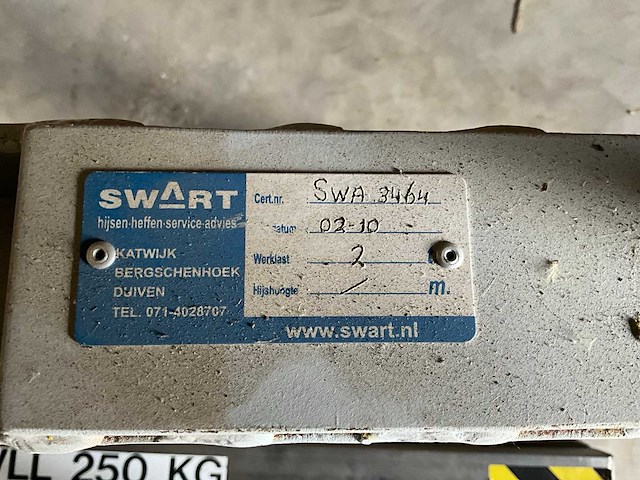 SWART
hijsen-heffen-service-advies
KATWIJK
BERGSCHENHOEK
DUIVEN
TEL. 071-4028707
Cert.nr. SWA 3464
datum 02-10
Werklast 2
Hijshoogte / m.
www.swart.nl
WLL 250 KG